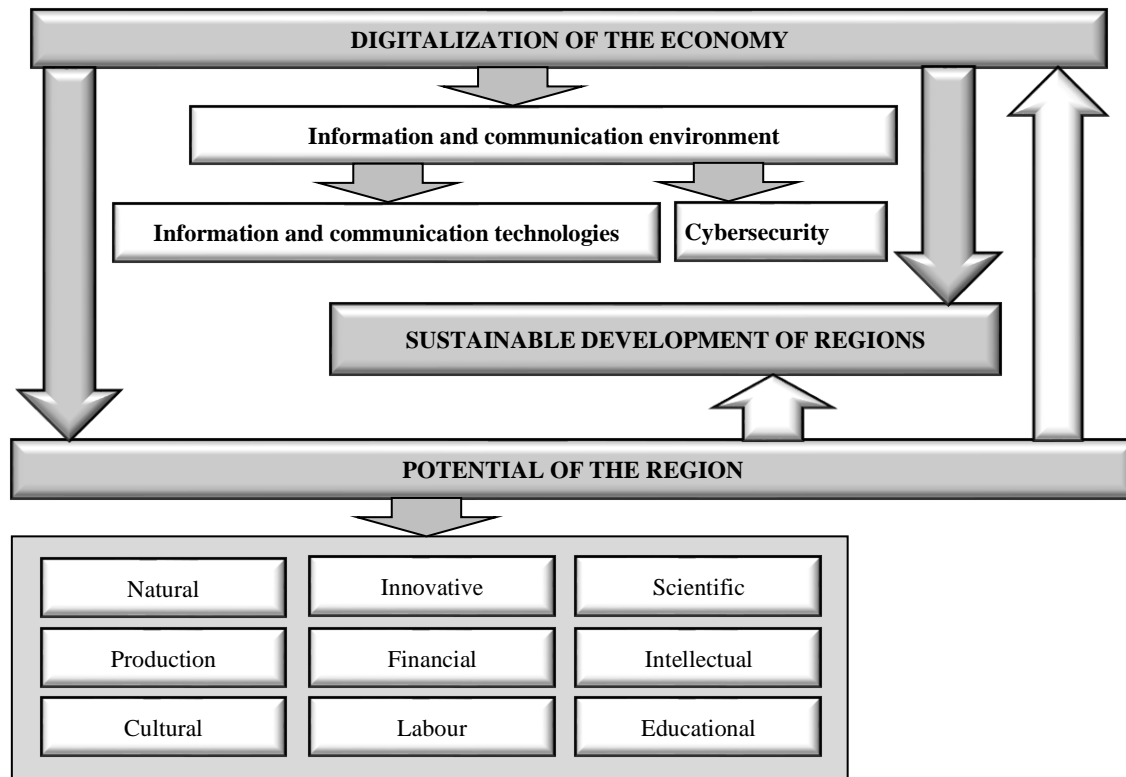 DIGITALIZATION OF THE ECONOMY
Information and communication environment
Information and communication technologies
Cybersecurity
SUSTAINABLE DEVELOPMENT OF REGIONS
POTENTIAL OF THE REGION
Natural
Innovative
Scientific
Production
Financial
Intellectual
Cultural
Labour
Educational